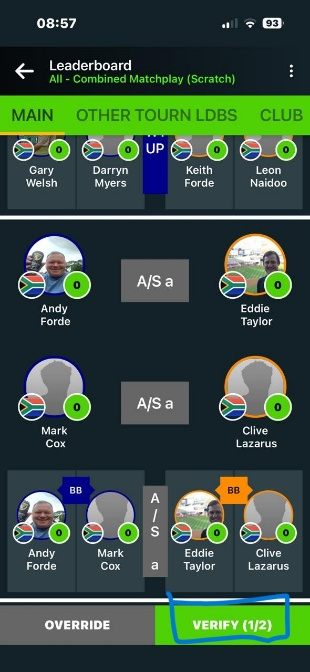 08:57
93
Leaderboard
All - Combined Matchplay (Scratch)
MAIN OTHER TOURN LDBS CLUB
UP
0 0 0 0
Gary Welsh
Darryn Myers
Keith Forde
Leon Naidoo
0 A/S a 0
Andy Forde
Eddie Taylor
0 A/S a 0
Mark Cox
Clive Lazarus
BB BB
A/S a
0 0 0 0
Andy Forde
Mark Cox
Eddie Taylor
Clive Lazarus
OVERRIDE VERIFY (1/2)